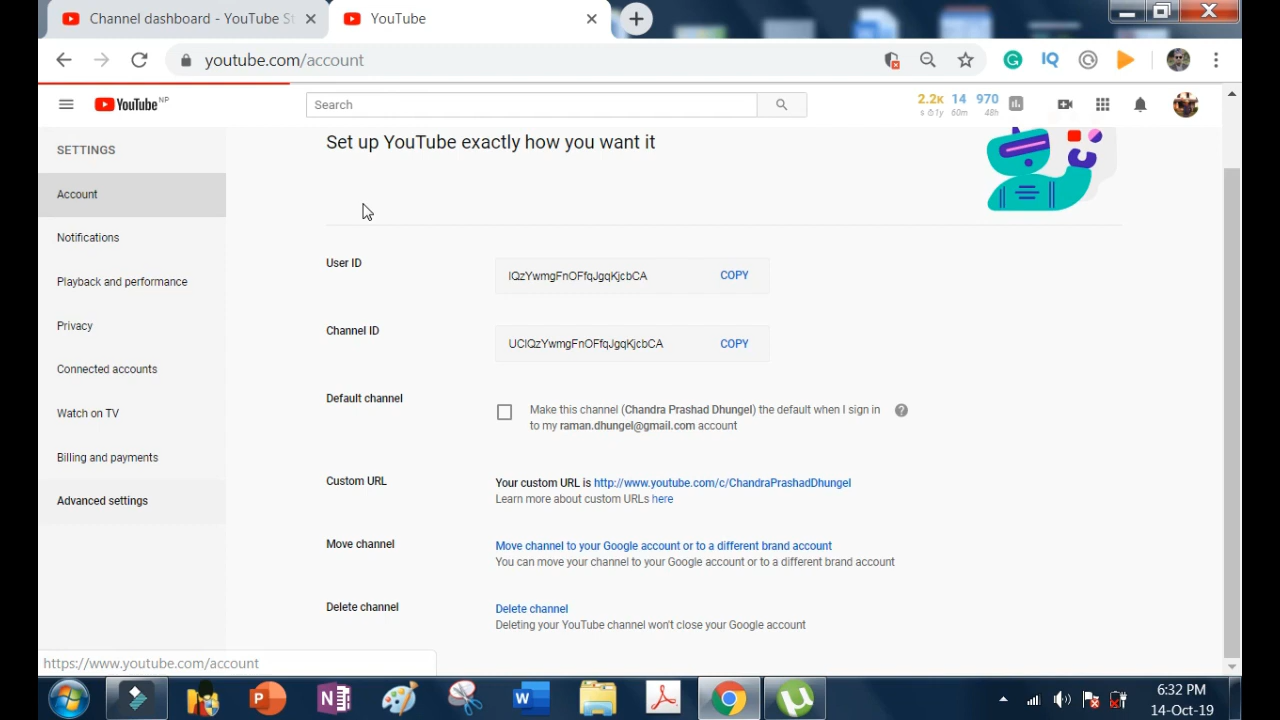 Channel dashboard - YouTube St
YouTube
youtube.com/account
YouTube NP
Search
2.2K 14 970
60m 48h
SETTINGS
Account
Notifications
Playback and performance
Privacy
Connected accounts
Watch on TV
Billing and payments
Advanced settings
Set up YouTube exactly how you want it
User ID
COPY
Channel ID
COPY
Default channel
Make this channel (Chandra Prashad Dhungel) the default when I sign in
to my raman.dhungel@gmail.com account
Custom URL
Your custom URL is http://www.youtube.com/c/ChandraPrashadDhungel
Learn more about custom URLs here
Move channel
Move channel to your Google account or to a different brand account
You can move your channel to your Google account or to a different brand account
Delete channel
Delete channel
Deleting your YouTube channel won't close your Google account
https://www.youtube.com/account
6:32 PM
14-Oct-19